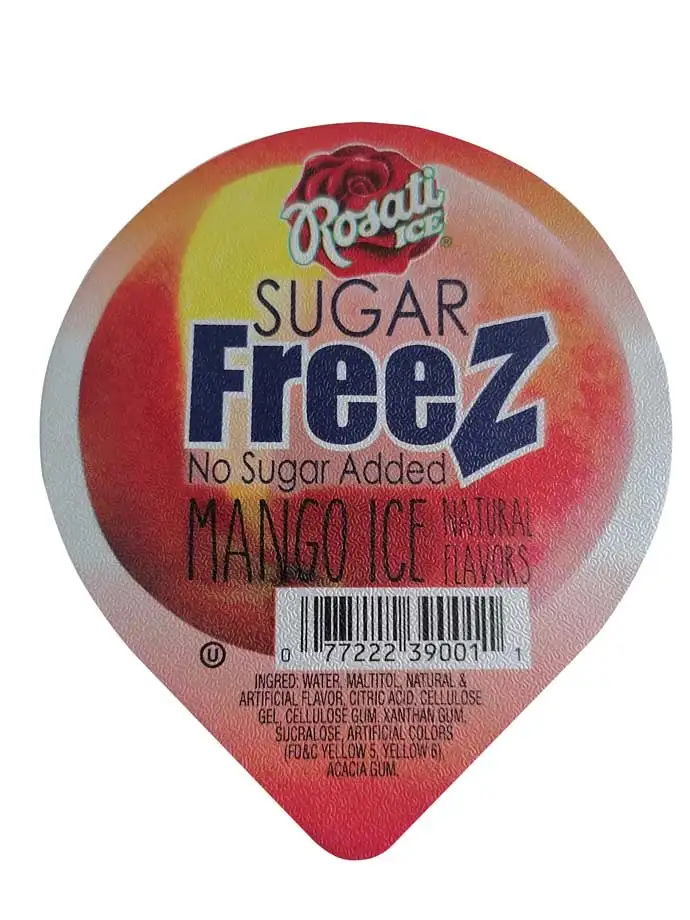 Rosati
ICE®
SUGAR
FreeZ
No Sugar Added
MANGO ICE NATURAL
FLAVORS
U
0 77222 39001 1
INGRED: WATER, MALTITOL, NATURAL &
ARTIFICIAL FLAVOR, CITRIC ACID, CELLULOSE
GEL, CELLULOSE GUM, XANTHAN GUM,
SUCRALOSE, ARTIFICIAL COLORS
(FD&C YELLOW 5, YELLOW 6)
ACACIA GUM.